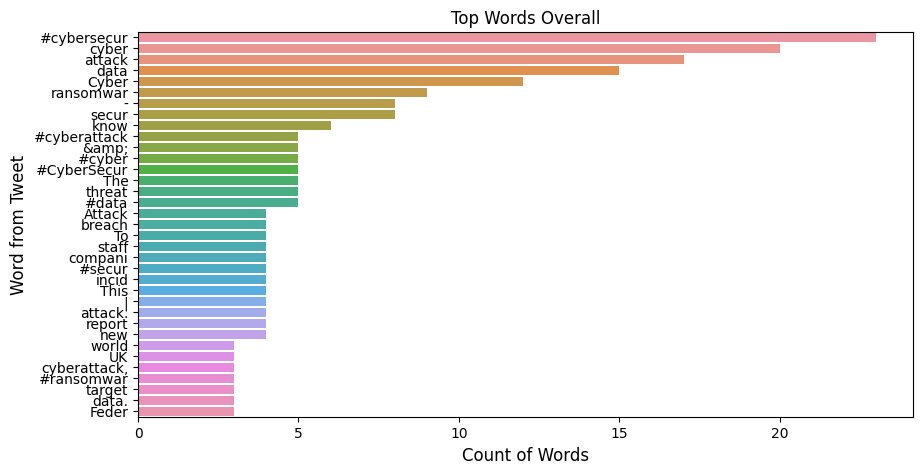 Top Words Overall
#cybersecur
cyber
attack
data
Cyber
ransomwar
-
secur
know
#cyberattack
&amp;
#cyber
#CyberSecur
The
threat
#data
Attack
breach
To
staff
compani
#secur
incid
This
|
attack.
report
new
world
UK
cyberattack,
#ransomwar
target
data.
Feder
Word from Tweet
0 5 10 15 20
Count of Words